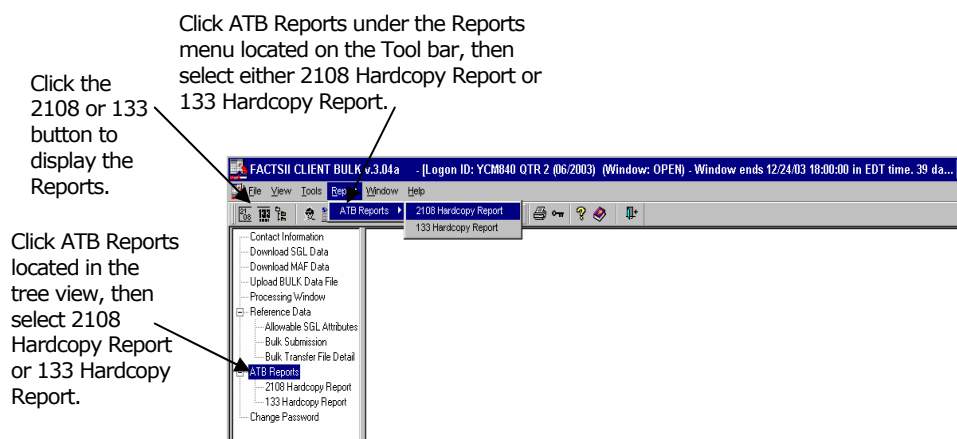 Click ATB Reports under the Reports
menu located on the Tool bar, then
select either 2108 Hardcopy Report or
133 Hardcopy Report.
Click the
2108 or 133
button to
display the
Reports.
FACTSII CLIENT BULK v.3.04a - [Logon ID: YCM840 QTR 2 (06/2003) (Window: OPEN) - Window ends 12/24/03 18:00:00 in EDT time. 39 da...
File View Tools Window Help
ATB Reports
2108 Hardcopy Report
133 Hardcopy Report
Click ATB Reports
located in the
tree view, then
select 2108
Hardcopy Report
or 133 Hardcopy
Report.
Contact Information
Download SGL Data
Download MAF Data
Upload BULK Data File
Processing Window
Reference Data
Allowable SGL Attributes
Bulk Submission
Bulk Transfer File Detail
ATB Reports
2108 Hardcopy Report
133 Hardcopy Report
Change Password